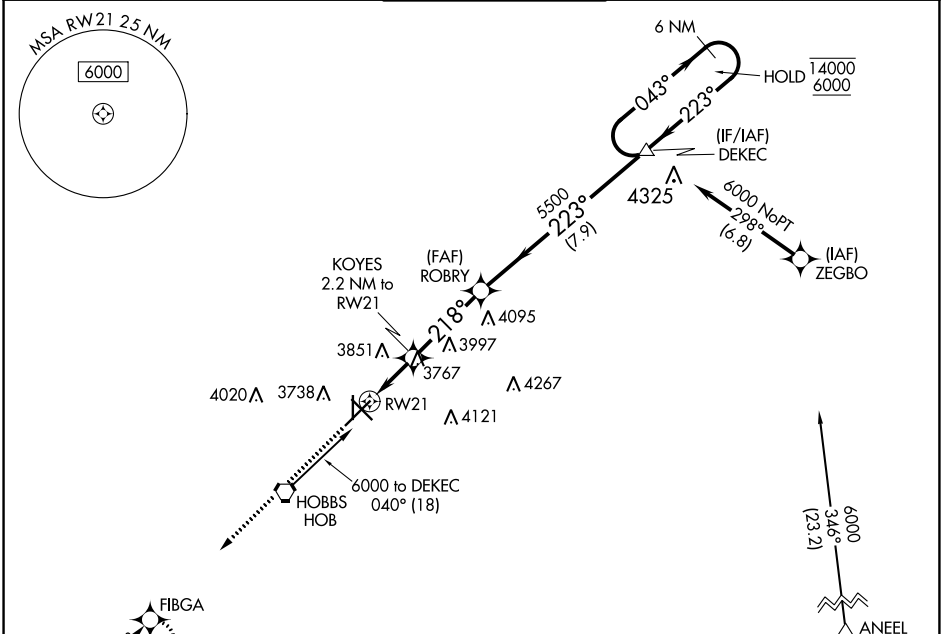 MSA RW21 25 NM
6000
6 NM
HOLD 14000
6000
043°
223°
(IF/IAF)
DEKEC
4325
6000 NoPT
298°
(6.8)
(IAF)
ZEGBO
5500
223°
(7.9)
(FAF)
ROBRY
KOYES
2.2 NM to
RW21
218°
4095
3851
3997
3767
4020
3738
RW21
4267
4121
6000 to DEKEC
040° (18)
HOBBS
HOB
6000
346°
(23.2)
FIBGA
ANEEL